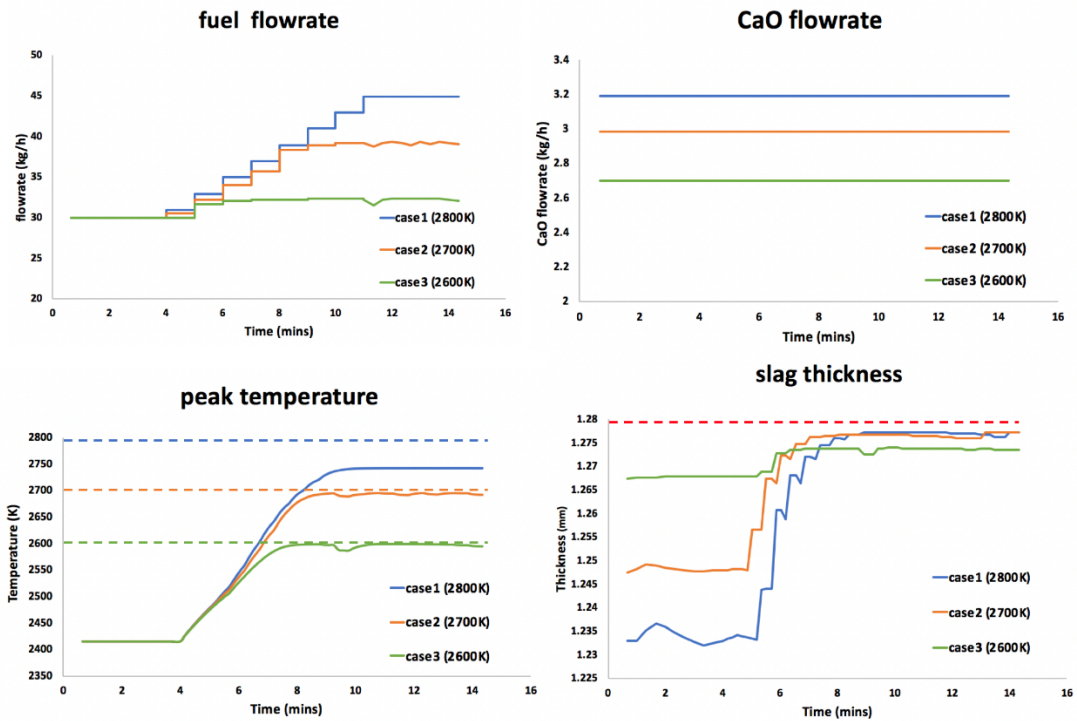 fuel flowrate
50
45
40
35
30
25
20
flowrate (kg/h)
0 2 4 6 8 10 12 14 16
Time (mins)
case1 (2800K)
case2 (2700K)
case3 (2600K)
CaO flowrate
3.4
3.2
3
2.8
2.6
2.4
2.2
2
CaO flowrate (kg/h)
0 2 4 6 8 10 12 14 16
Time (mins)
case1 (2800K)
case2 (2700K)
case3 (2600K)
peak temperature
2800
2750
2700
2650
2600
2550
2500
2450
2400
2350
Temperature (K)
0 2 4 6 8 10 12 14 16
Time (mins)
case1 (2800K)
case2 (2700K)
case3 (2600K)
slag thickness
1.28
1.275
1.27
1.265
1.26
1.255
1.25
1.245
1.24
1.235
1.23
1.225
Thickness (mm)
0 2 4 6 8 10 12 14 16
Time (mins)
case1 (2800K)
case2 (2700K)
case3 (2600K)